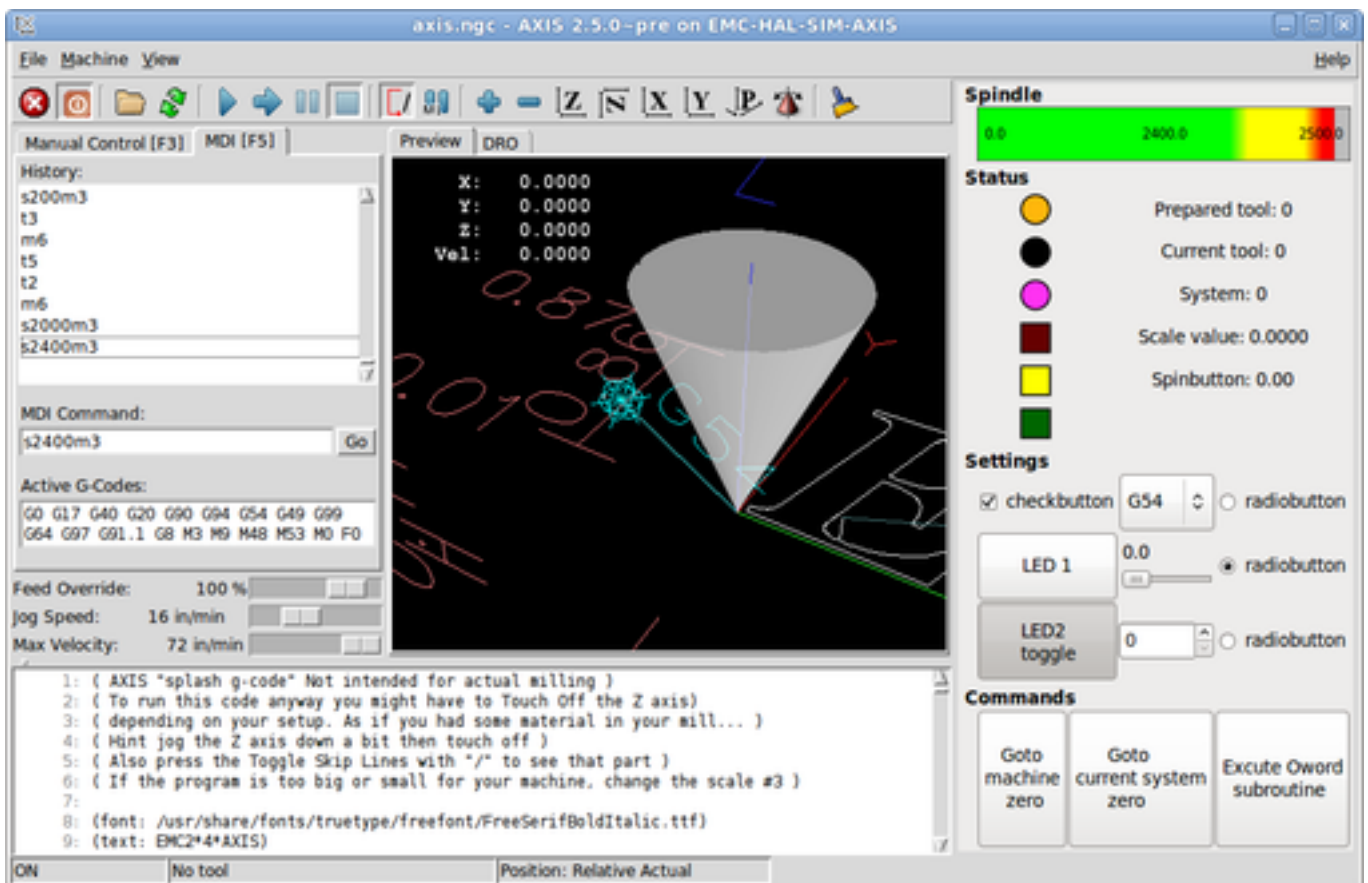 axis.ngc - AXIS 2.5.0~pre on EMC-HAL-SIM-AXIS
File Machine View Help
Z N X Y P
Manual Control [F3] MDI [F5]
History:
s200m3
t3
m6
t5
t2
m6
s2000m3
s2400m3
MDI Command:
s2400m3 Go
Active G-Codes:
G0 G17 G40 G20 G90 G94 G54 G49 G99
G64 G97 G91.1 G8 M3 M9 M48 M53 M0 F0
Feed Override: 100 %
Jog Speed: 16 in/min
Max Velocity: 72 in/min
Preview DRO
X: 0.0000
Y: 0.0000
Z: 0.0000
Vel: 0.0000
G54
Y
Spindle
0.0 2400.0 2500.0
Status
Prepared tool: 0
Current tool: 0
System: 0
Scale value: 0.0000
Spinbutton: 0.00
Settings
checkbutton G54 radiobutton
LED 1 0.0 radiobutton
LED2
toggle
0 radiobutton
Commands
Goto
machine
zero
Goto
current system
zero
Excute Oword
subroutine
1: ( AXIS "splash g-code" Not intended for actual milling )
2: ( To run this code anyway you might have to Touch Off the Z axis)
3: ( depending on your setup. As if you had some material in your mill... )
4: ( Hint jog the Z axis down a bit then touch off )
5: ( Also press the Toggle Skip Lines with "/" to see that part )
6: ( If the program is too big or small for your machine, change the scale #3 )
7:
8: (font: /usr/share/fonts/truetype/freefont/FreeSerifBoldItalic.ttf)
9: (text: EMC2*4*AXIS)
ON No tool Position: Relative Actual